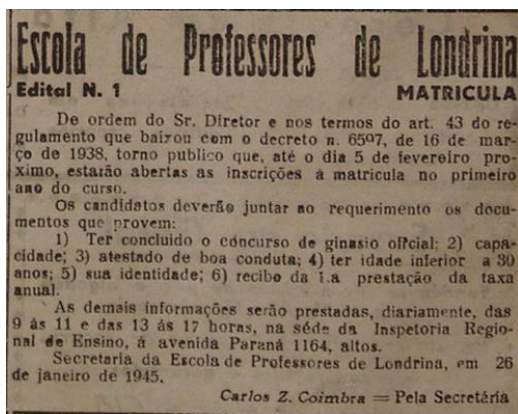 Escola de Professores de Londrina
Edital N. 1 MATRICULA
De ordem do Sr. Diretor e nos termos do art. 43 do re-
gulamento que baixou com o decreto n. 6597, de 16 de mar-
ço de 1938, torno publico que, até o dia 5 de fevereiro pro-
ximo, estarão abertas as inscrições á matricula no primeiro
ano do curso.
Os candidatos deverão juntar ao requerimento os docu-
mentos que provem:
1) Ter concluido o concurso de ginasio oficial; 2) capa-
cidade; 3) atestado de boa conduta; 4) ter idade inferior a 30
anos; 5) sua identidade; 6) recibo da 1.a prestação da taxa
anual.
As demais informações serão prestadas, diariamente, das
9 ás 11 e das 13 ás 17 horas, na séde da Inspetoria Regio-
nal de Ensino, á avenida Paraná 1164, altos.
Secretaria da Escola de Professores de Londrina, em 26
de janeiro de 1945.
Carlos Z. Coimbra = Pela Secretária